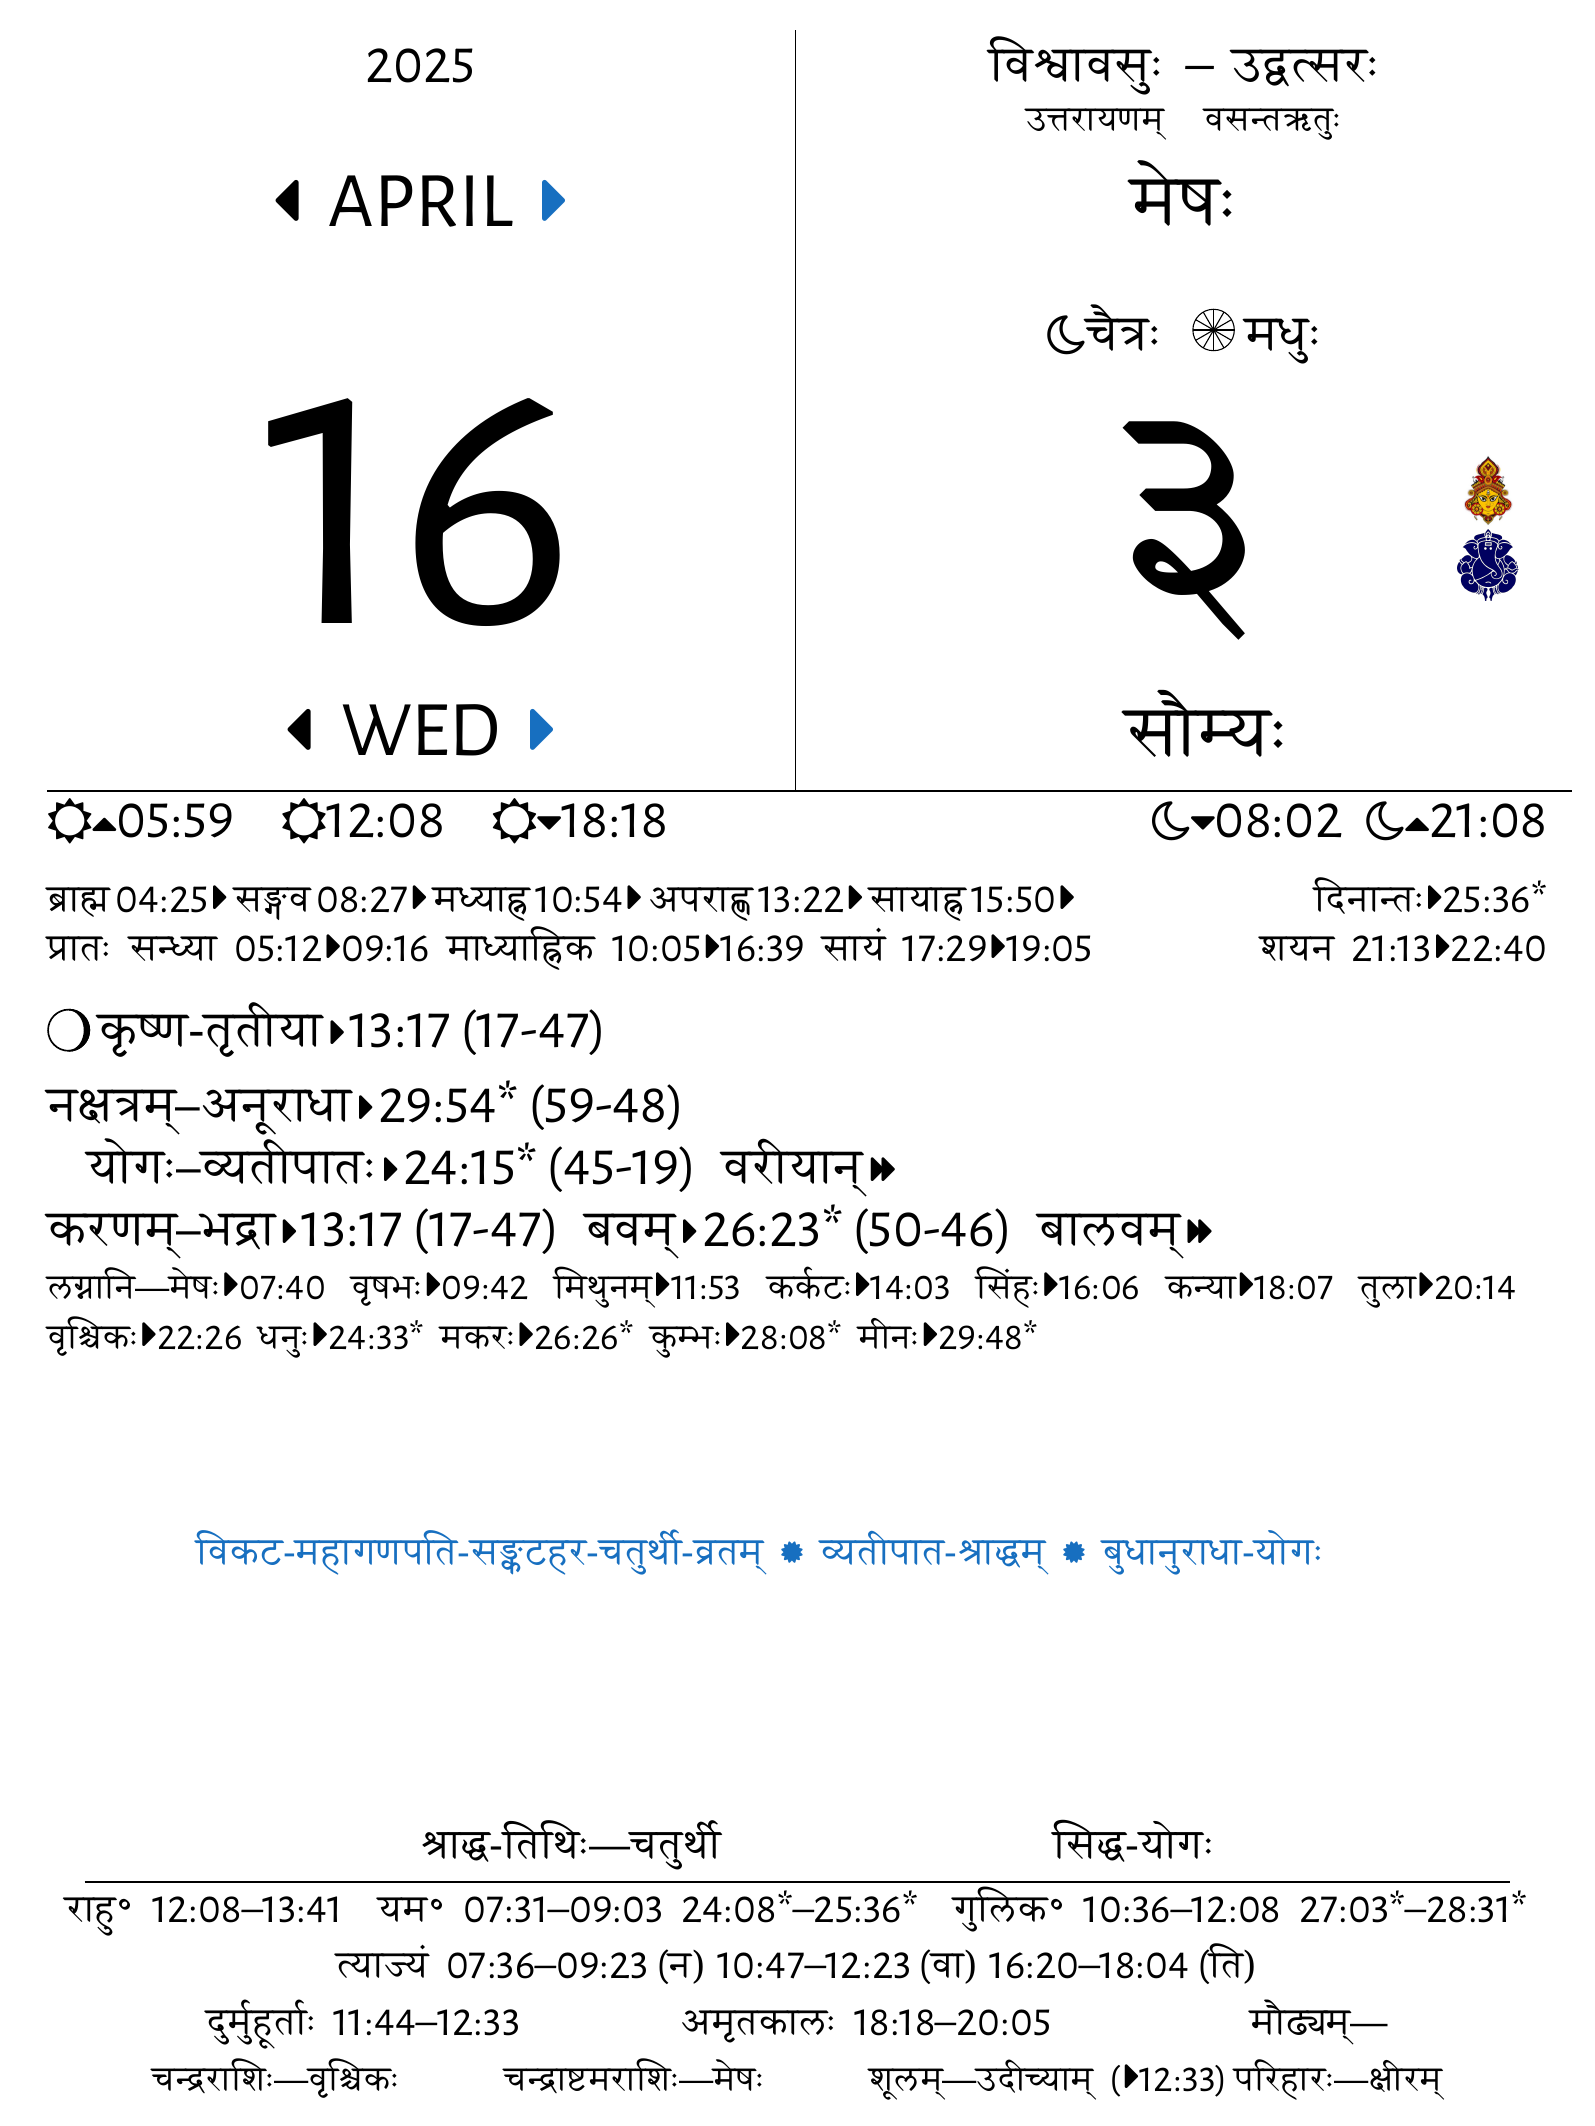 2025
APRIL
16
WED
विश्वावसुः – उद्वत्सरः
उत्तरायणम् वसन्तऋतुः
मेषः
चैत्रः मधुः
३
सौम्यः
05:59 12:08 18:18 08:02 21:08
ब्राह्म 04:25 सङ्गव 08:27 मध्याह्न 10:54 अपराह्ण 13:22 सायाह्न 15:50 दिनान्तः 25:36*
प्रातः सन्ध्या 05:12 09:16 माध्याह्निक 10:05 16:39 सायं 17:29 19:05 शयन 21:13 22:40
कृष्ण-तृतीया 13:17 (17-47)
नक्षत्रम्–अनूराधा 29:54* (59-48)
योगः–व्यतीपातः 24:15* (45-19) वरीयान्
करणम्–भद्रा 13:17 (17-47) बवम् 26:23* (50-46) बालवम्
लग्नानि—मेषः 07:40 वृषभः 09:42 मिथुनम् 11:53 कर्कटः 14:03 सिंहः 16:06 कन्या 18:07 तुला 20:14
वृश्चिकः 22:26 धनुः 24:33* मकरः 26:26* कुम्भः 28:08* मीनः 29:48*
विकट-महागणपति-सङ्कटहर-चतुर्थी-व्रतम् ✹ व्यतीपात-श्राद्धम् ✹ बुधानुराधा-योगः
श्राद्ध-तिथिः—चतुर्थी सिद्ध-योगः
राहु॰ 12:08–13:41 यम॰ 07:31–09:03 24:08*–25:36* गुलिक॰ 10:36–12:08 27:03*–28:31*
त्याज्यं 07:36–09:23 (न) 10:47–12:23 (वा) 16:20–18:04 (ति)
दुर्मुहूर्ताः 11:44–12:33 अमृतकालः 18:18–20:05 मौढ्यम्—
चन्द्रराशिः—वृश्चिकः चन्द्राष्टमराशिः—मेषः शूलम्—उदीच्याम् (12:33) परिहारः—क्षीरम्